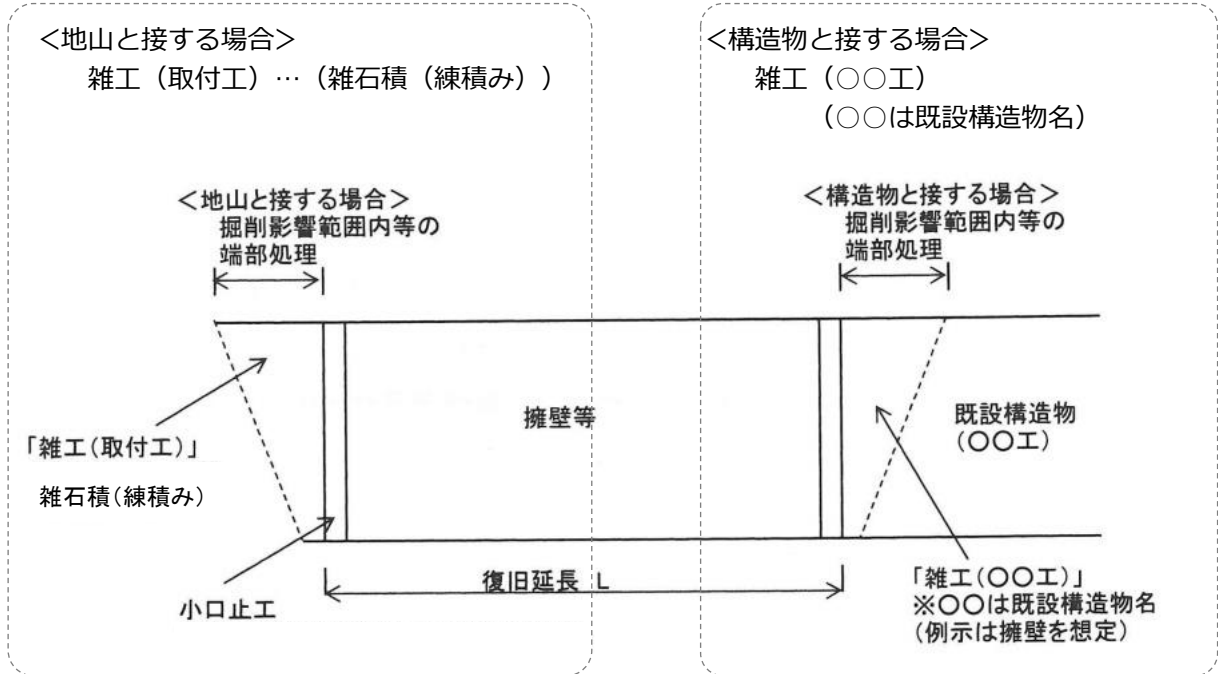 ＜地山と接する場合＞
雑工（取付工）…（雑石積（練積み））
＜構造物と接する場合＞
雑工（○○工）
（○○は既設構造物名）
＜地山と接する場合＞
掘削影響範囲内等の
端部処理
＜構造物と接する場合＞
掘削影響範囲内等の
端部処理
擁壁等
既設構造物
（○○工）
「雑工(取付工)」
雑石積(練積み)
小口止工
復旧延長 L
「雑工(○○工)」
※○○は既設構造物名
(例示は擁壁を想定)